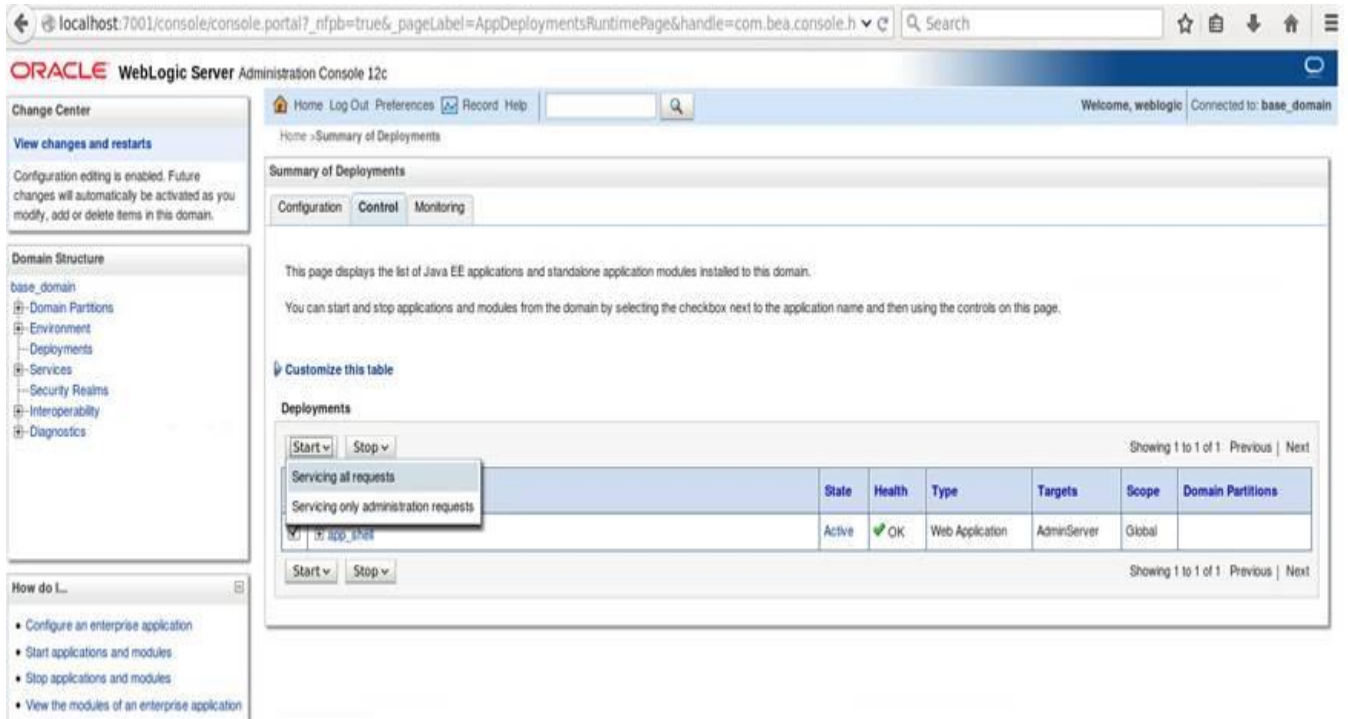 localhost:7001/console/console.portal?_nfpb=true&_pageLabel=AppDeploymentsRuntimePage&handle=com.bea.console.h
Search
ORACLE WebLogic Server Administration Console 12c
Change Center
View changes and restarts
Configuration editing is enabled. Future
changes will automatically be activated as you
modify, add or delete items in this domain.
Domain Structure
base_domain
Domain Partitions
Environment
Deployments
Services
Security Realms
Interoperability
Diagnostics
How do I...
Configure an enterprise application
Start applications and modules
Stop applications and modules
View the modules of an enterprise application
Home Log Out Preferences Record Help
Welcome, weblogic Connected to: base_domain
Home >Summary of Deployments
Summary of Deployments
Configuration Control Monitoring
This page displays the list of Java EE applications and standalone application modules installed to this domain.
You can start and stop applications and modules from the domain by selecting the checkbox next to the application name and then using the controls on this page.
Customize this table
Deployments
Start Stop Showing 1 to 1 of 1 Previous | Next
Servicing all requests
Servicing only administration requests
State Health Type Targets Scope Domain Partitions
app_shell Active OK Web Application AdminServer Global
Start Stop Showing 1 to 1 of 1 Previous | Next